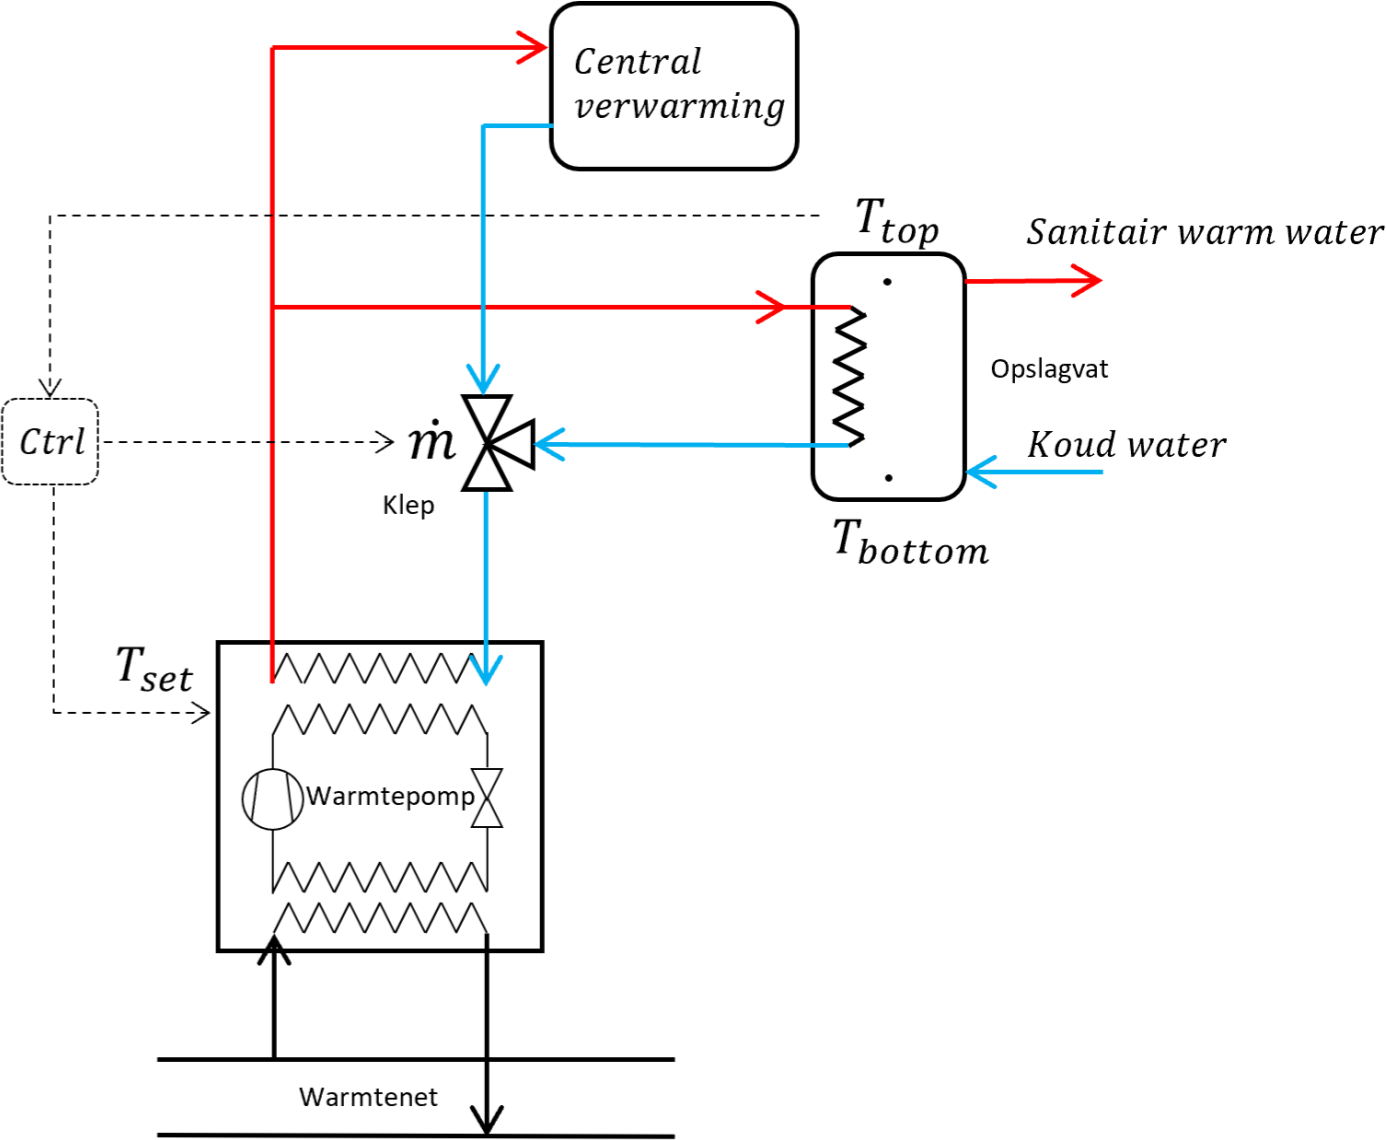 Central
verwarming
T_top
Sanitair warm water
Opslagvat
Ctrl
ṁ
Koud water
Klep
T_bottom
T_set
Warmtepomp
Warmtenet